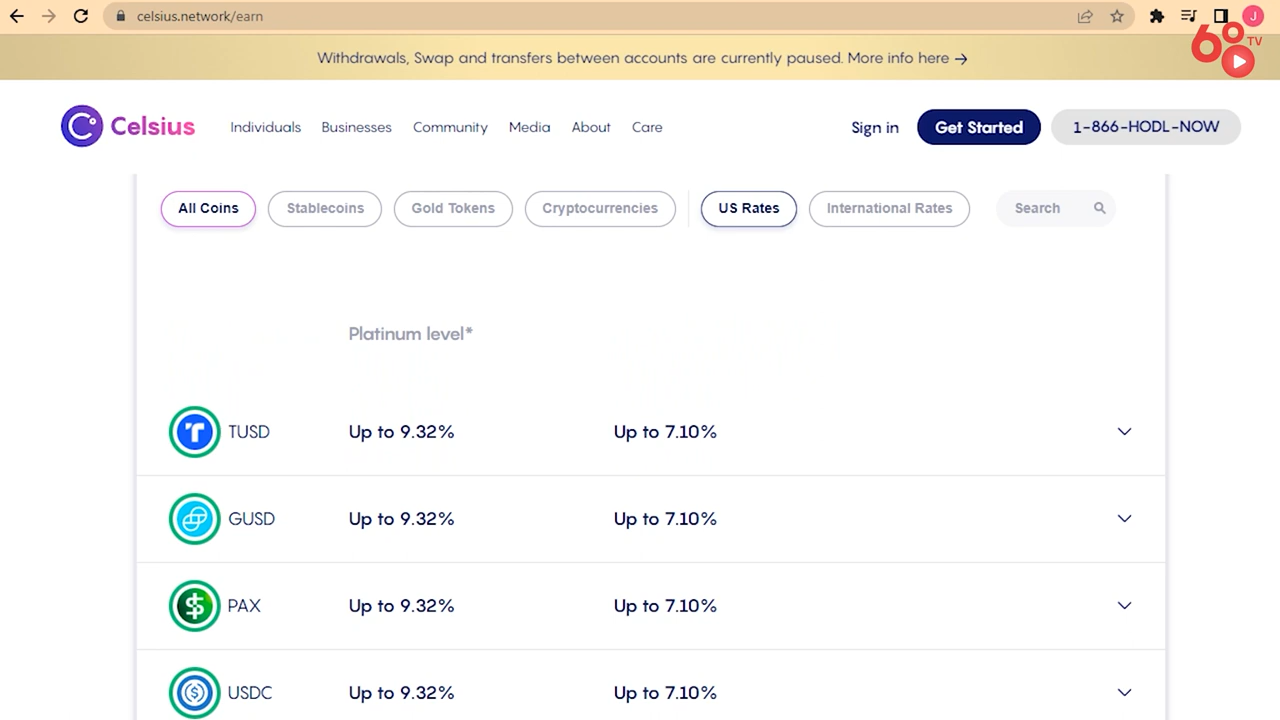 celsius.network/earn
J
68
TV
Withdrawals, Swap and transfers between accounts are currently paused. More info here →
Celsius
Individuals Businesses Community Media About Care
Sign in Get Started 1-866-HODL-NOW
All Coins Stablecoins Gold Tokens Cryptocurrencies US Rates International Rates Search
Platinum level*
TUSD Up to 9.32% Up to 7.10%
GUSD Up to 9.32% Up to 7.10%
PAX Up to 9.32% Up to 7.10%
USDC Up to 9.32% Up to 7.10%